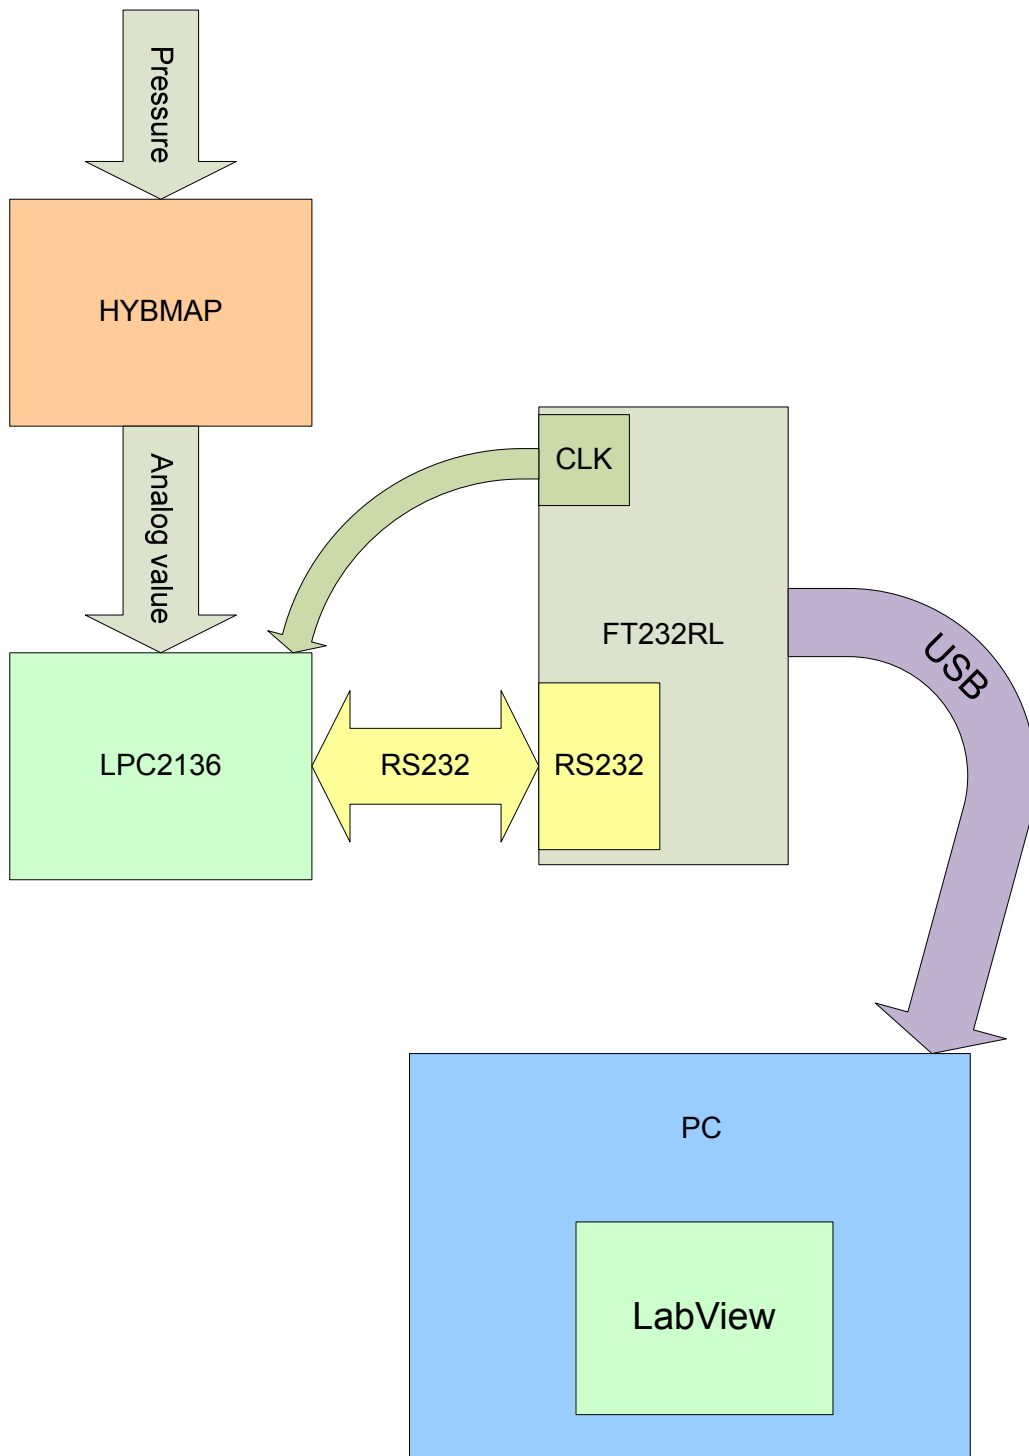 Pressure
HYBMAP
Analog value
CLK
FT232RL
USB
LPC2136
RS232
RS232
PC
LabView